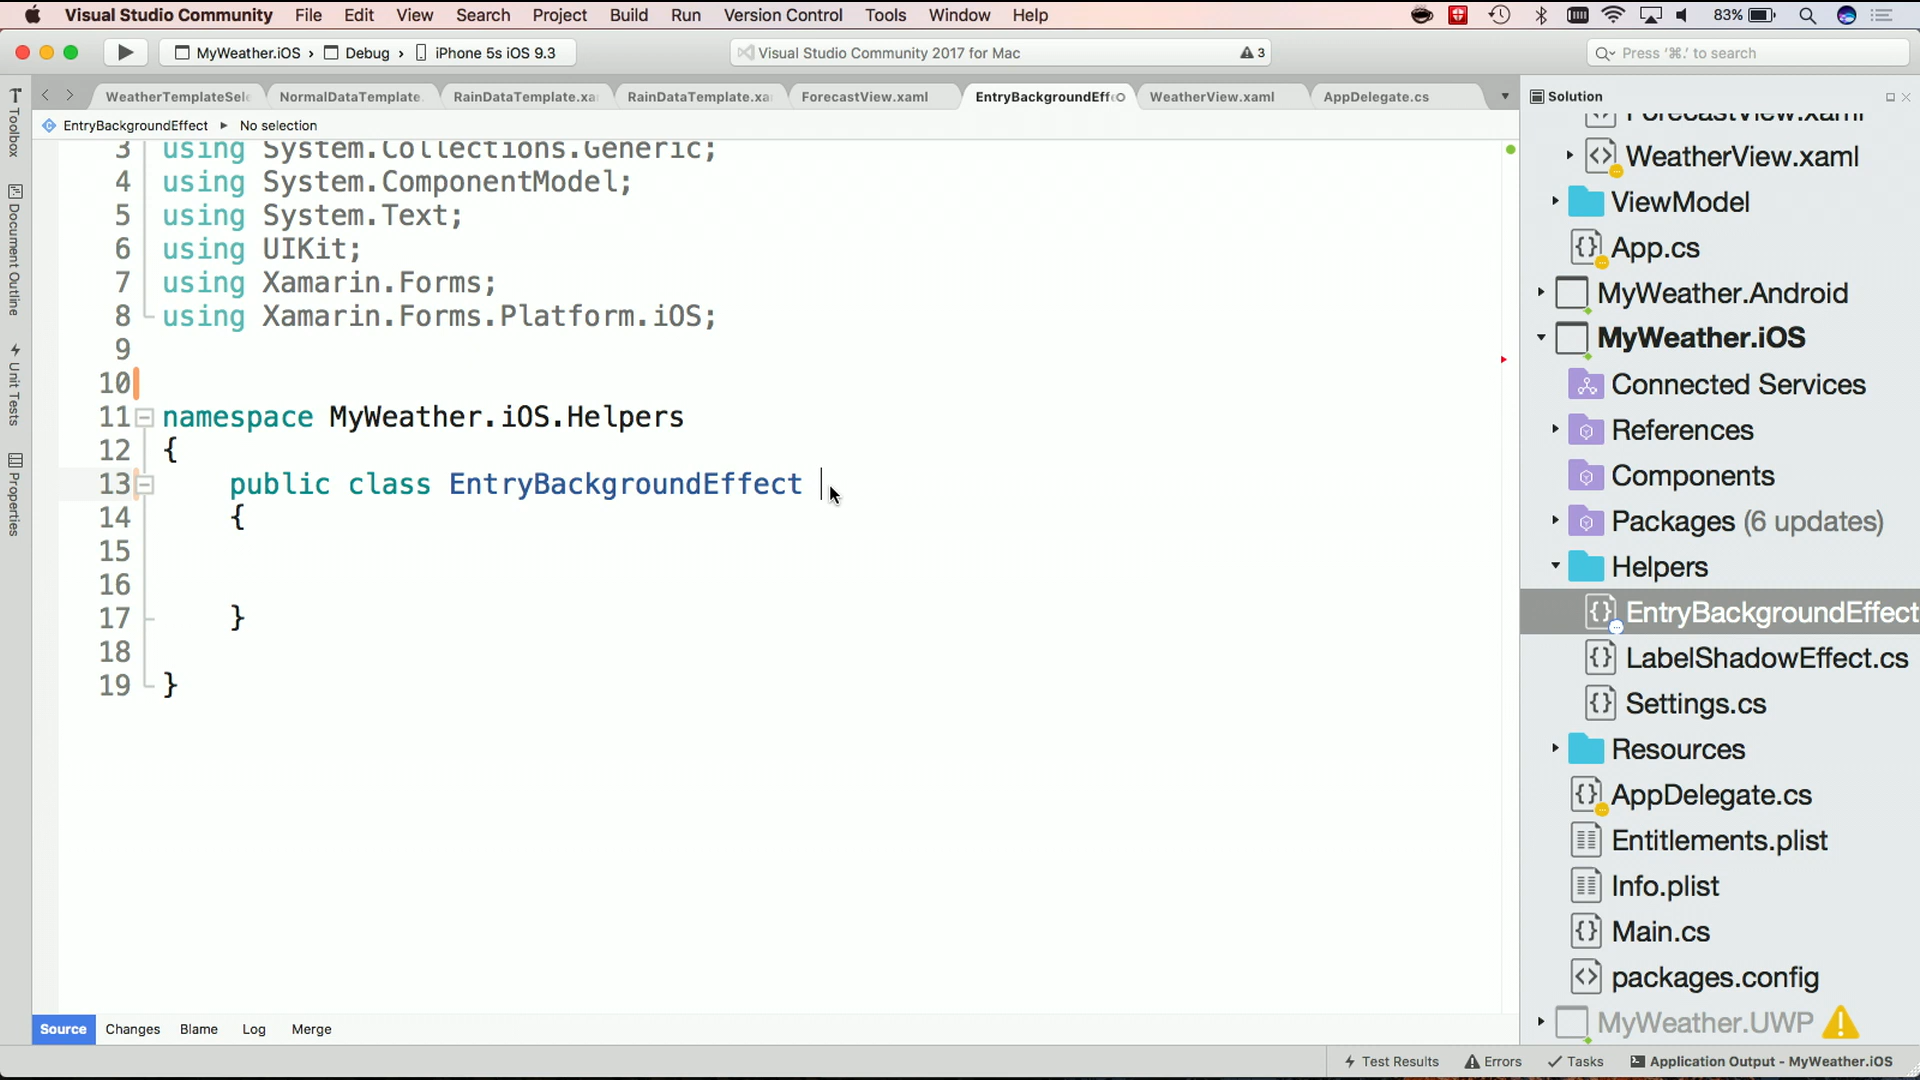 Visual Studio Community File Edit View Search Project Build Run Version Control Tools Window Help 83%
MyWeather.iOS › Debug › iPhone 5s iOS 9.3
Visual Studio Community 2017 for Mac 3
Press ‘⌘.’ to search
WeatherTemplateSele NormalDataTemplate. RainDataTemplate.xa RainDataTemplate.xa ForecastView.xaml EntryBackgroundEff WeatherView.xaml AppDelegate.cs
EntryBackgroundEffect ▸ No selection
Toolbox
Document Outline
Unit Tests
Properties
3 using System.Collections.Generic;
4 using System.ComponentModel;
5 using System.Text;
6 using UIKit;
7 using Xamarin.Forms;
8 using Xamarin.Forms.Platform.iOS;
9
10
11 namespace MyWeather.iOS.Helpers
12 {
13 public class EntryBackgroundEffect
14 {
15
16
17 }
18
19 }
Solution
ForecastView.xaml
WeatherView.xaml
ViewModel
App.cs
MyWeather.Android
MyWeather.iOS
Connected Services
References
Components
Packages (6 updates)
Helpers
EntryBackgroundEffect
LabelShadowEffect.cs
Settings.cs
Resources
AppDelegate.cs
Entitlements.plist
Info.plist
Main.cs
packages.config
MyWeather.UWP
Source Changes Blame Log Merge
Test Results Errors Tasks Application Output - MyWeather.iOS